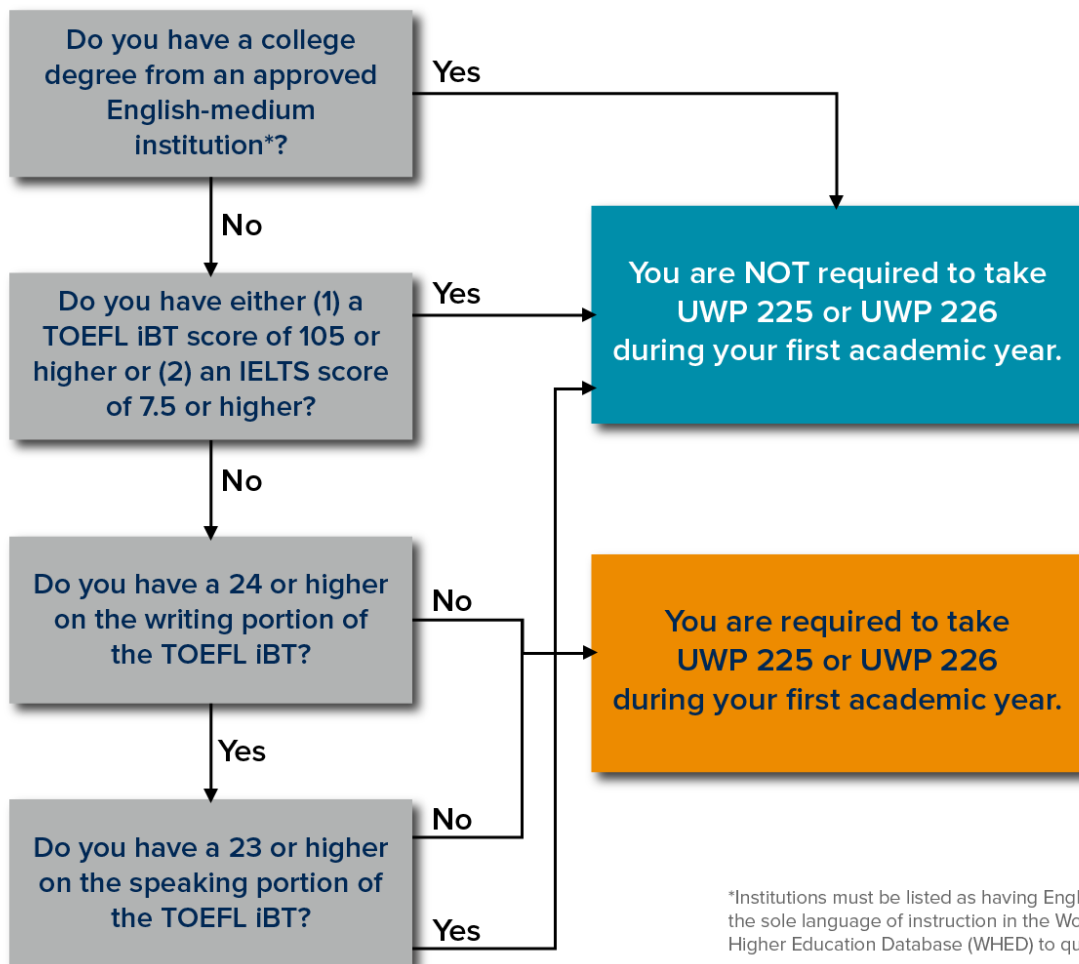 Do you have a college
degree from an approved
English-medium
institution*?
Yes
No
Do you have either (1) a
TOEFL iBT score of 105 or
higher or (2) an IELTS score
of 7.5 or higher?
Yes
You are NOT required to take
UWP 225 or UWP 226
during your first academic year.
No
Do you have a 24 or higher
on the writing portion of
the TOEFL iBT?
No
You are required to take
UWP 225 or UWP 226
during your first academic year.
Yes
Do you have a 23 or higher
on the speaking portion of
the TOEFL iBT?
No
Yes
*Institutions must be listed as having
the sole language of instruction in the
Higher Education Database (WHED) to